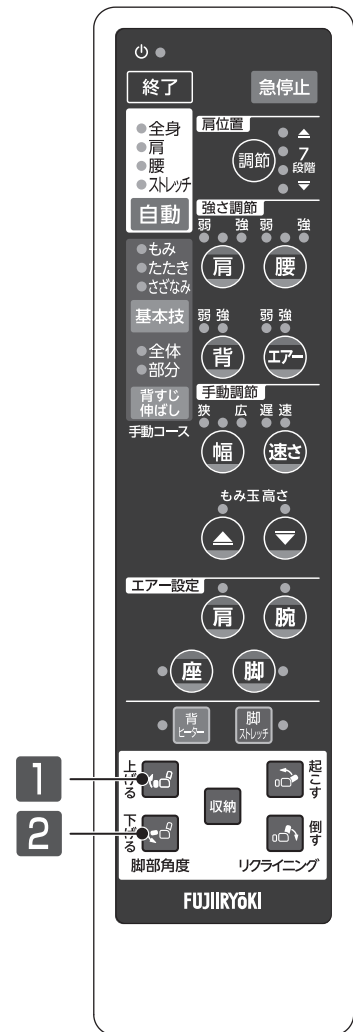 終了
急停止
全身
肩
腰
ストレッチ
自動
肩位置
調節
7
段階
強さ調節
弱 強 弱 強
肩 腰
もみ
たたき
さざなみ
基本技
弱 強 弱 強
背 エアー
全体
部分
背すじ
伸ばし
手動コース
手動調節
狭 広 遅 速
幅 速さ
もみ玉高さ
エアー設定
肩 腕
座 脚
背
ヒーター
脚
ストレッチ
1
上げる
収納
起こす
2
下げる
倒す
脚部角度 リクライニング
FUJIIRYOKI